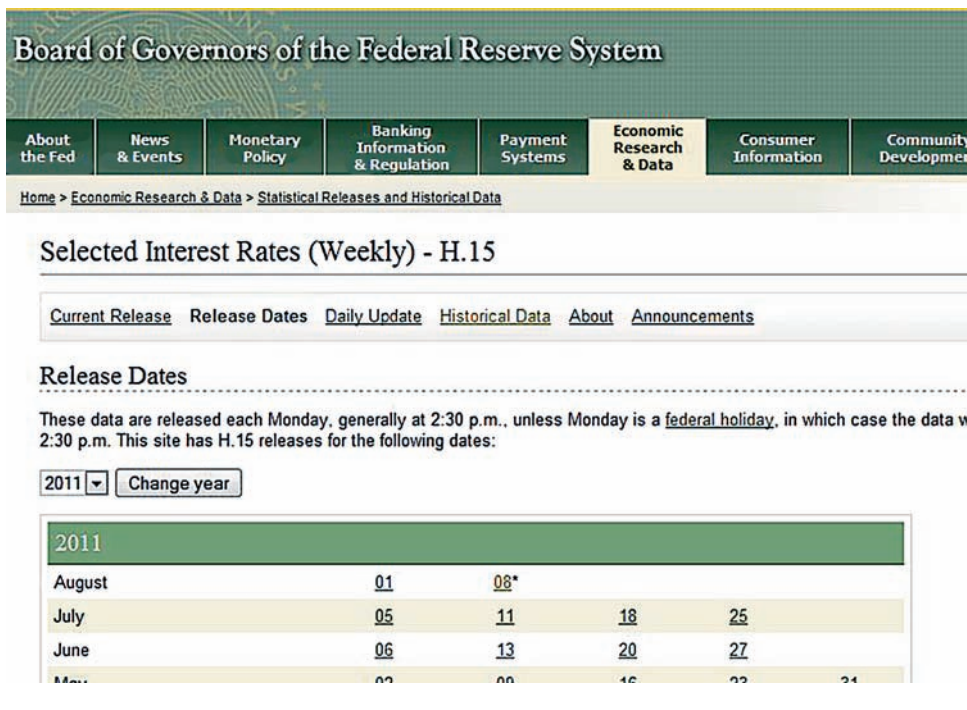 Board of Governors of the Federal Reserve System
About the Fed
News & Events
Monetary Policy
Banking Information & Regulation
Payment Systems
Economic Research & Data
Consumer Information
Community
Home > Economic Research & Data > Statistical Releases and Historical Data
Selected Interest Rates (Weekly) - H.15
Current Release Release Dates Daily Update Historical Data About Announcements
Release Dates
These data are released each Monday, generally at 2:30 p.m., unless Monday is a federal holiday, in which case the data
2:30 p.m. This site has H.15 releases for the following dates:
2011 Change year
2011
August 01 08*
July 05 11 18 25
June 06 13 20 27